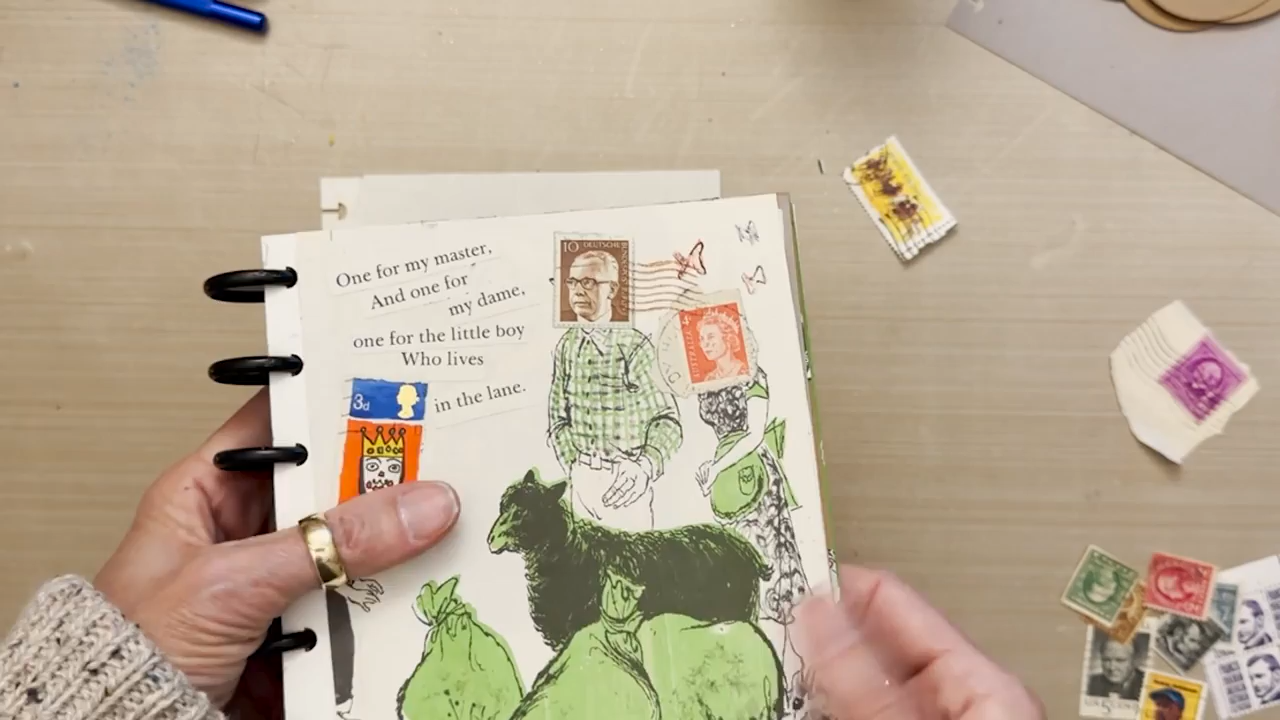 One for my master,
And one for
my dame,
one for the little boy
Who lives
in the lane.
10 DEUTSCHE BUNDESPOST
3d